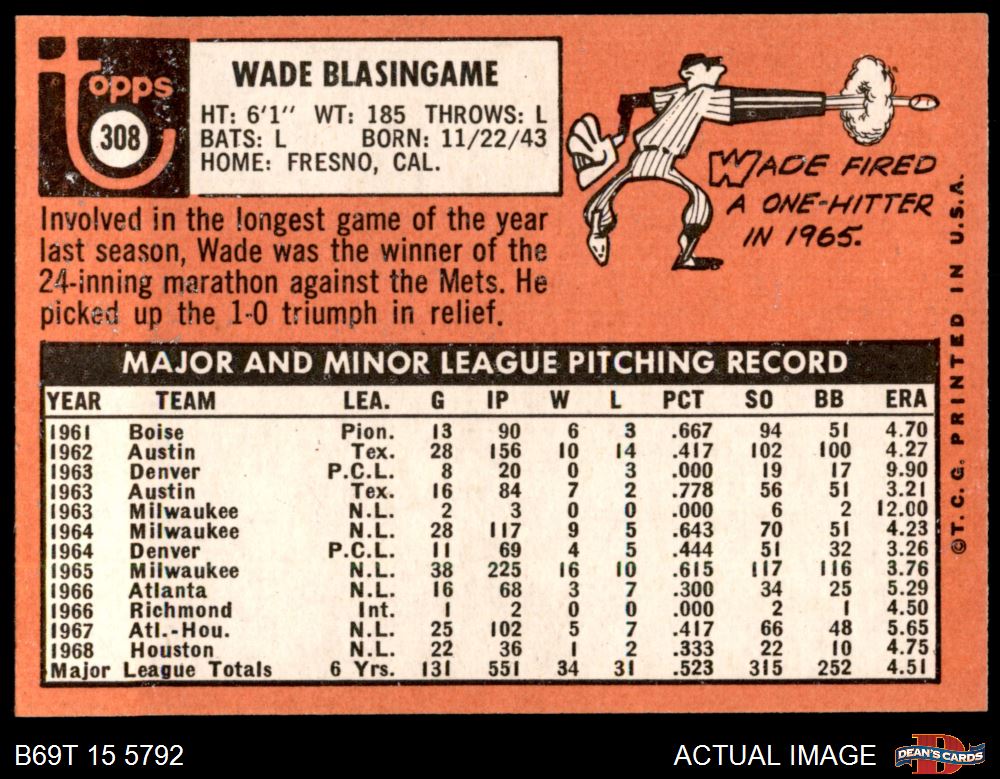 Topps
308
WADE BLASINGAME
HT: 6'1" WT: 185 THROWS: L
BATS: L BORN: 11/22/43
HOME: FRESNO, CAL.
WADE FIRED
A ONE-HITTER
IN 1965.
Involved in the longest game of the year
last season, Wade was the winner of the
24-inning marathon against the Mets. He
picked up the 1-0 triumph in relief.
MAJOR AND MINOR LEAGUE PITCHING RECORD
YEAR TEAM LEA. G IP W L PCT SO BB ERA
1961 Boise Pion. 13 90 6 3 .667 94 51 4.70
1962 Austin Tex. 28 156 10 14 .417 102 100 4.27
1963 Denver P.C.L. 8 20 0 3 .000 19 17 9.90
1963 Austin Tex. 16 84 7 2 .778 56 51 3.21
1963 Milwaukee N.L. 2 3 0 0 .000 6 2 12.00
1964 Milwaukee N.L. 28 117 9 5 .643 70 51 4.23
1964 Denver P.C.L. 11 69 4 5 .444 51 32 3.26
1965 Milwaukee N.L. 38 225 16 10 .615 117 116 3.76
1966 Atlanta N.L. 16 68 3 7 .300 34 25 5.29
1966 Richmond Int. 1 2 0 0 .000 2 1 4.50
1967 Atl.-Hou. N.L. 25 102 5 7 .417 66 48 5.65
1968 Houston N.L. 22 36 1 2 .333 22 10 4.75
Major League Totals 6 Yrs. 131 551 34 31 .523 315 252 4.51
©T.C.G. PRINTED IN U.S.A.
B69T 15 5792
ACTUAL IMAGE
DEAN'S CARDS